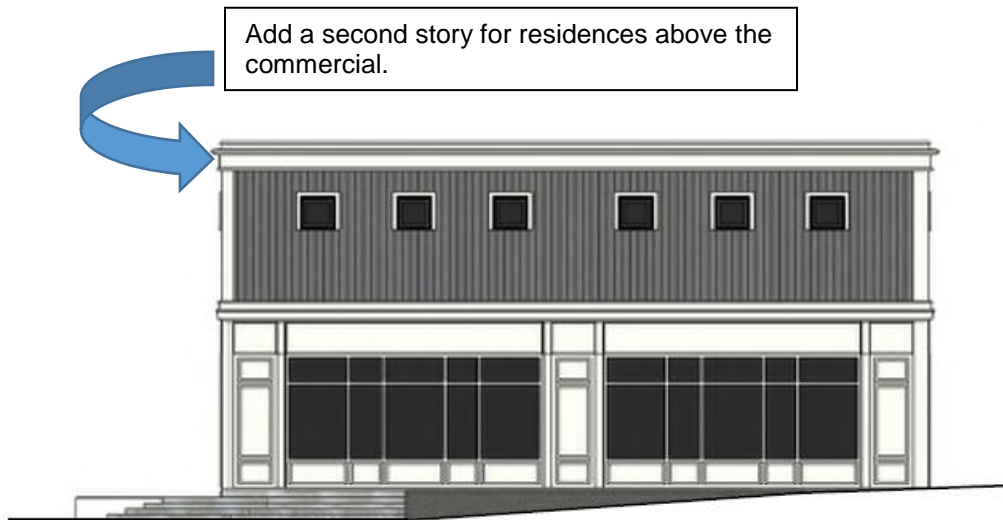 Add a second story for residences above the
commercial.